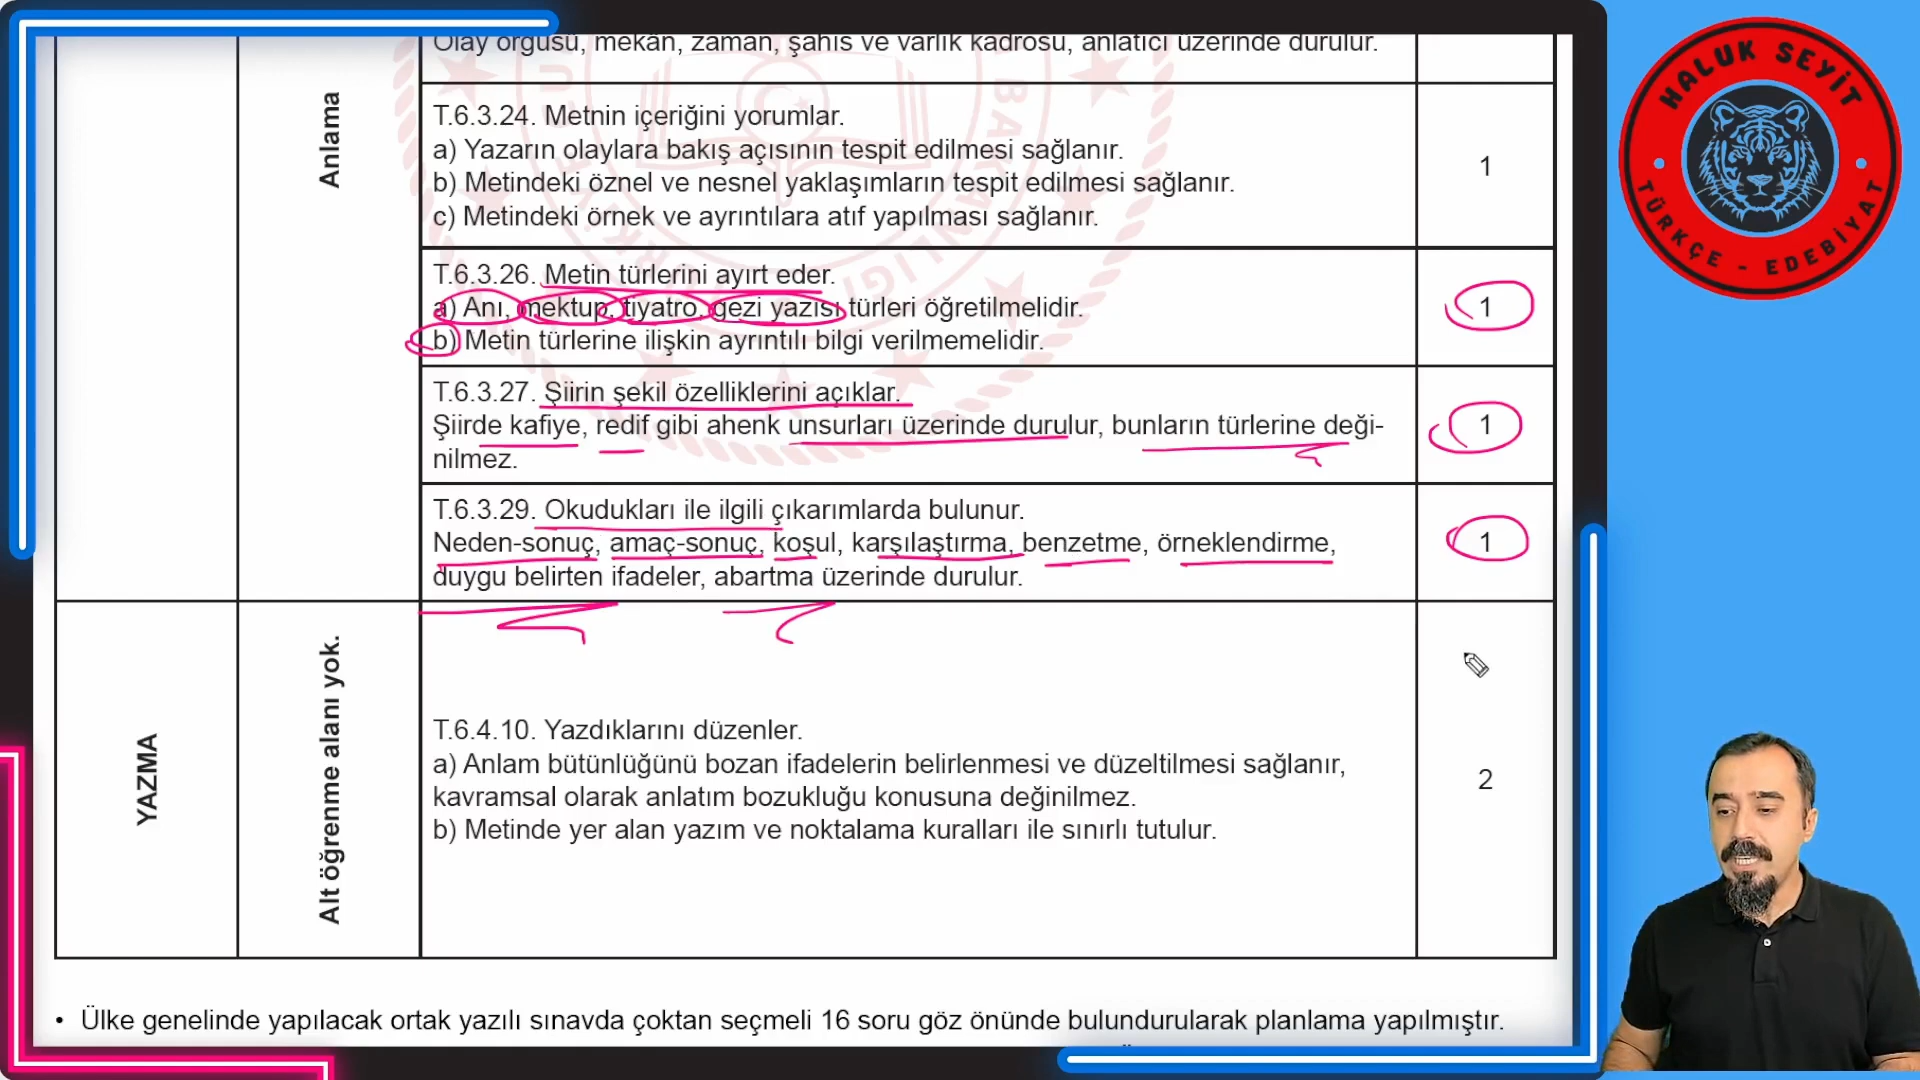 Olay örgüsü, mekân, zaman, şahıs ve varlık kadrosu, anlatıcı üzerinde durulur.
Anlama
T.6.3.24. Metnin içeriğini yorumlar.
a) Yazarın olaylara bakış açısının tespit edilmesi sağlanır.
b) Metindeki öznel ve nesnel yaklaşımların tespit edilmesi sağlanır.
c) Metindeki örnek ve ayrıntılara atıf yapılması sağlanır.
1
T.6.3.26. Metin türlerini ayırt eder.
a) Anı, mektup, tiyatro, gezi yazısı türleri öğretilmelidir.
b) Metin türlerine ilişkin ayrıntılı bilgi verilmemelidir.
1
T.6.3.27. Şiirin şekil özelliklerini açıklar.
Şiirde kafiye, redif gibi ahenk unsurları üzerinde durulur, bunların türlerine deği-
nilmez.
1
T.6.3.29. Okudukları ile ilgili çıkarımlarda bulunur.
Neden-sonuç, amaç-sonuç, koşul, karşılaştırma, benzetme, örneklendirme,
duygu belirten ifadeler, abartma üzerinde durulur.
1
YAZMA
Alt öğrenme alanı yok.
T.6.4.10. Yazdıklarını düzenler.
a) Anlam bütünlüğünü bozan ifadelerin belirlenmesi ve düzeltilmesi sağlanır,
kavramsal olarak anlatım bozukluğu konusuna değinilmez.
b) Metinde yer alan yazım ve noktalama kuralları ile sınırlı tutulur.
2
• Ülke genelinde yapılacak ortak yazılı sınavda çoktan seçmeli 16 soru göz önünde bulundurularak planlama yapılmıştır.
HALUK SEYİT
TÜRKÇE - EDEBİYAT